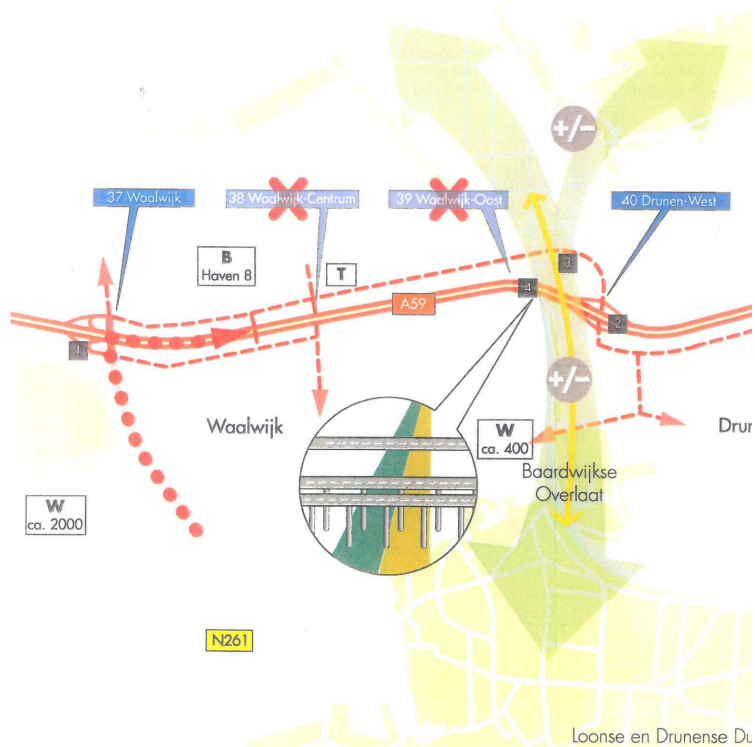 +/−
37 Waalwijk
38 Waalwijk-Centrum
39 Waalwijk-Oost
40 Drunen-West
B
Haven 8
T
3
4
A59
2
1
+/−
Waalwijk
W
ca. 400
Drun
Baardwijkse
Overlaat
W
ca. 2000
N261
Loonse en Drunense Du